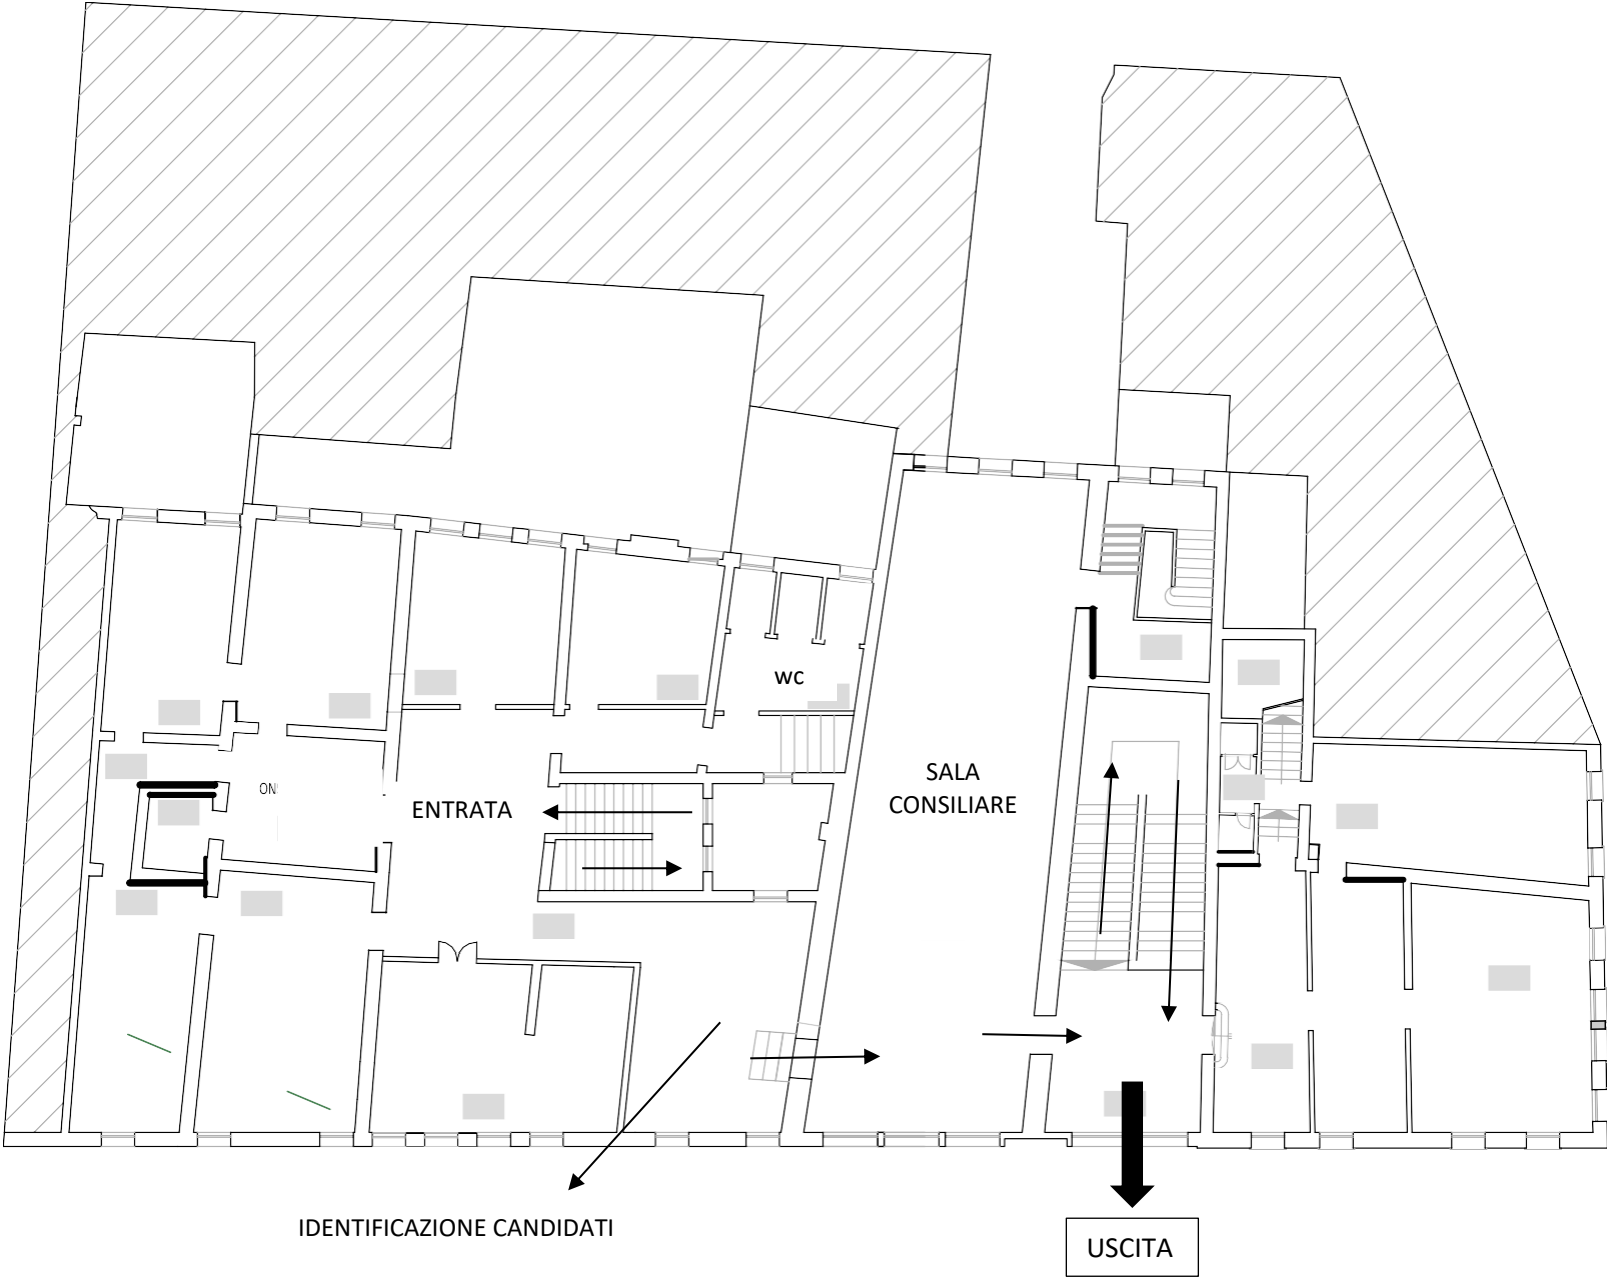 wc
SALA
CONSILIARE
ON
ENTRATA
IDENTIFICAZIONE CANDIDATI
USCITA